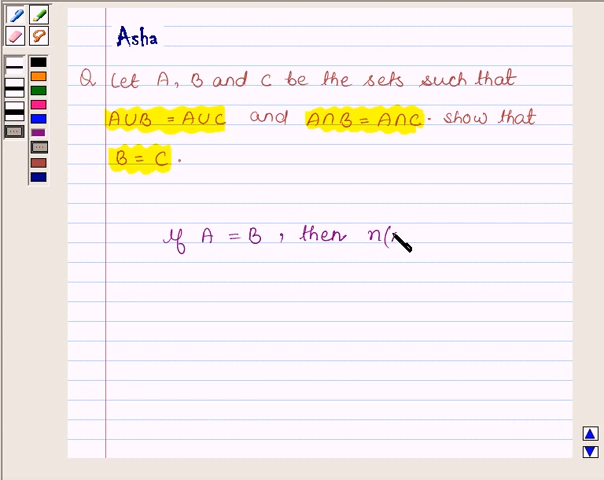 Asha
Q Let A, B and C be the sets such that
A∪B = A∪C and A∩B = A∩C. show that
B = C.
If A = B, then n(